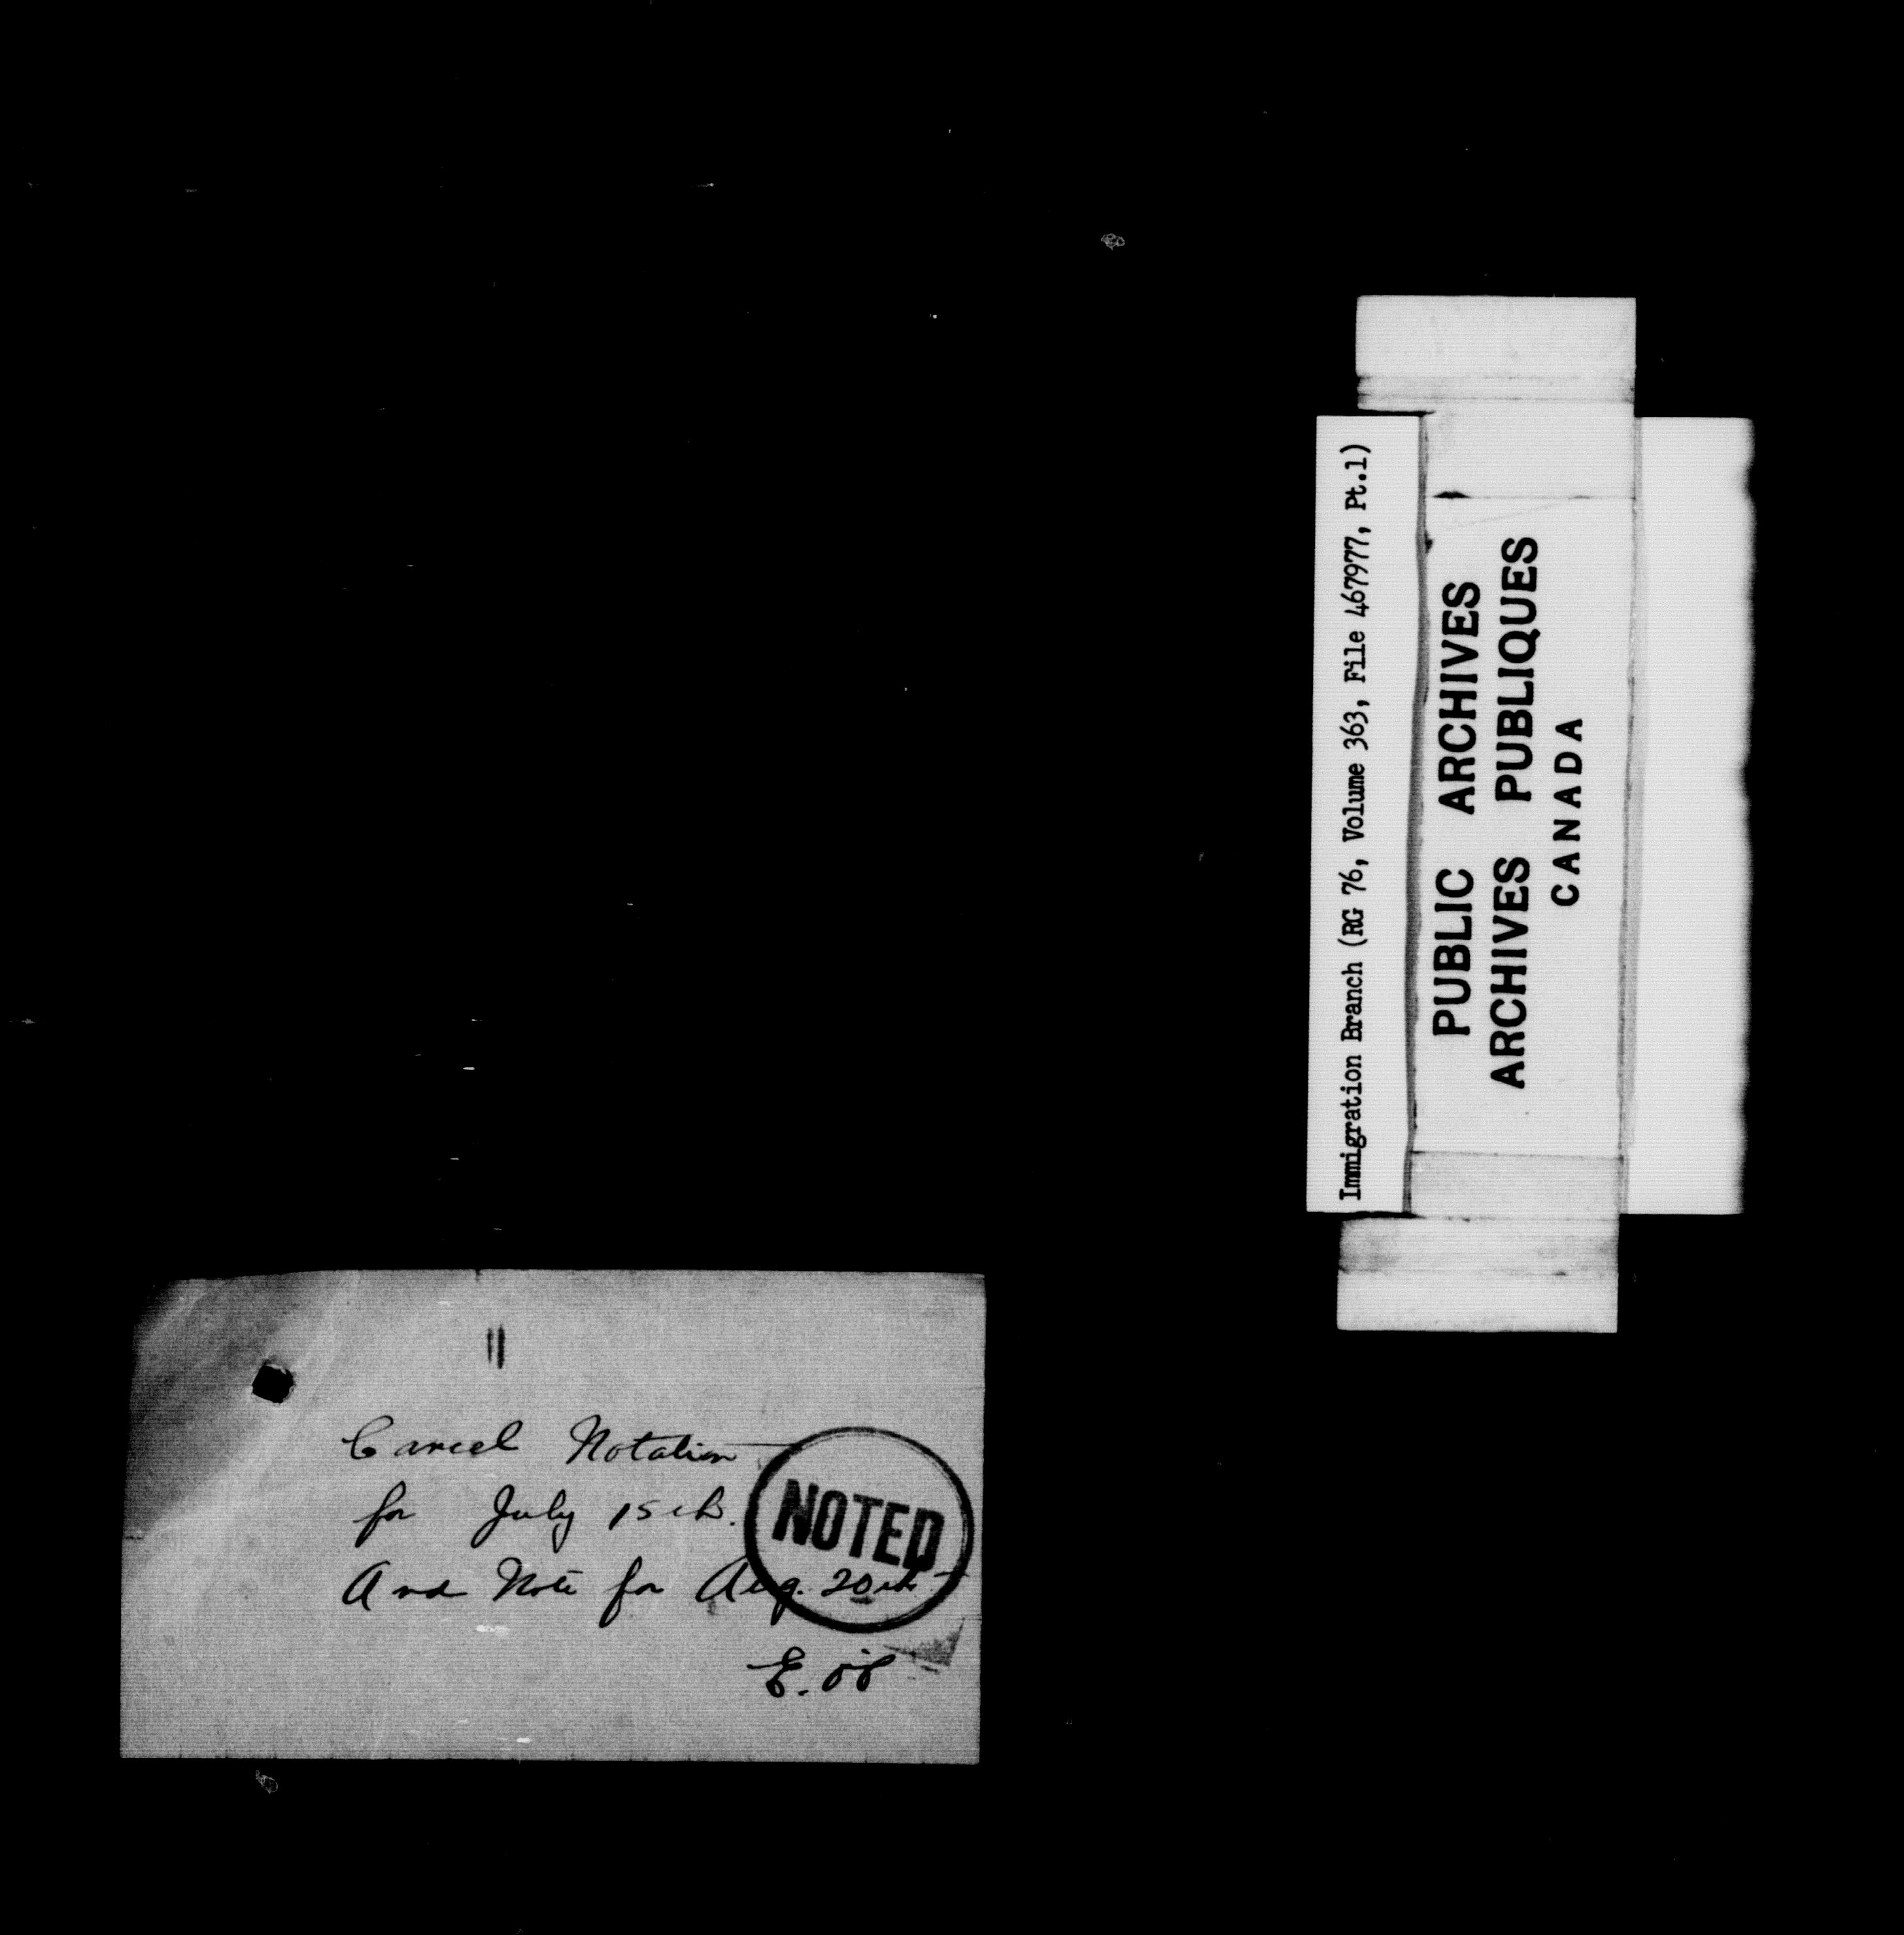 Immigration Branch (RG 76, Volume 363, File 467977, Pt.1)
PUBLIC ARCHIVES
ARCHIVES PUBLIQUES
CANADA
Cancel Notation
for July 15th.
And Note for Aug. 20th
NOTED